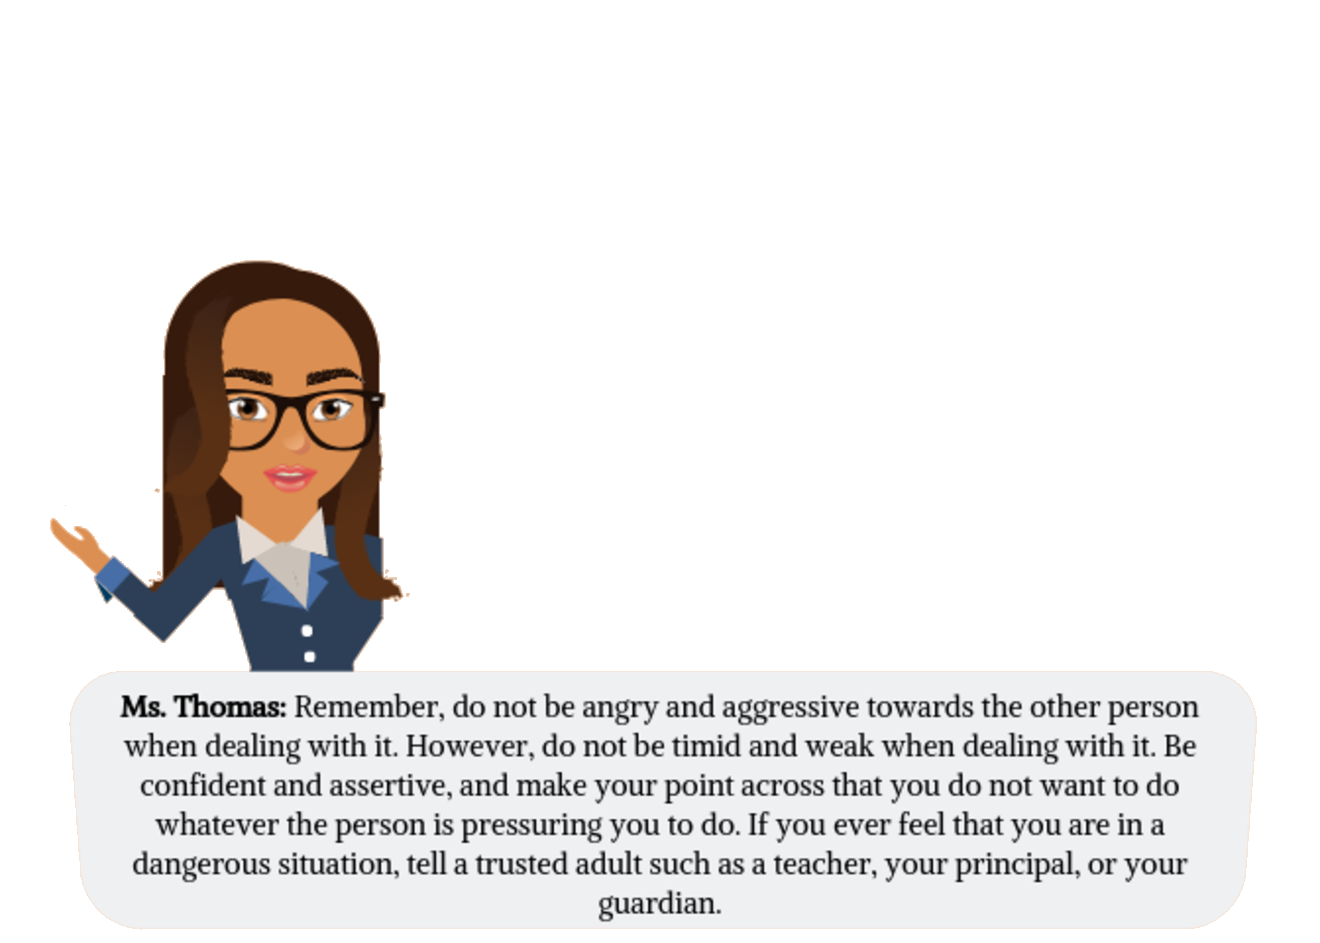 Ms. Thomas: Remember, do not be angry and aggressive towards the other person
when dealing with it. However, do not be timid and weak when dealing with it. Be
confident and assertive, and make your point across that you do not want to do
whatever the person is pressuring you to do. If you ever feel that you are in a
dangerous situation, tell a trusted adult such as a teacher, your principal, or your
guardian.